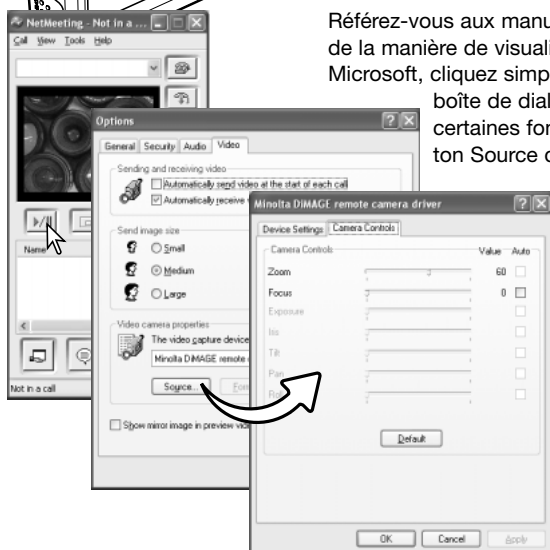 Référez-vous aux manu
de la manière de visuali
Microsoft, cliquez simp
boîte de dial
certaines for
ton Source d
NetMeeting - Not in a ...
Call View Tools Help
Name
Not in a call
Options
General Security Audio Video
Sending and receiving video
Automatically send video at the start of each call
Automatically receive
Send image size
Small
Medium
Large
Video camera properties
The video capture device
Minolta DiMAGE remote
Source...
Show mirror image in preview vid
Minolta DiMAGE remote camera driver
Device Settings Camera Controls
Camera Controls Value Auto
Zoom 60
Focus 0
Exposure
Iris
Tilt
Pan
Default
OK Cancel Apply